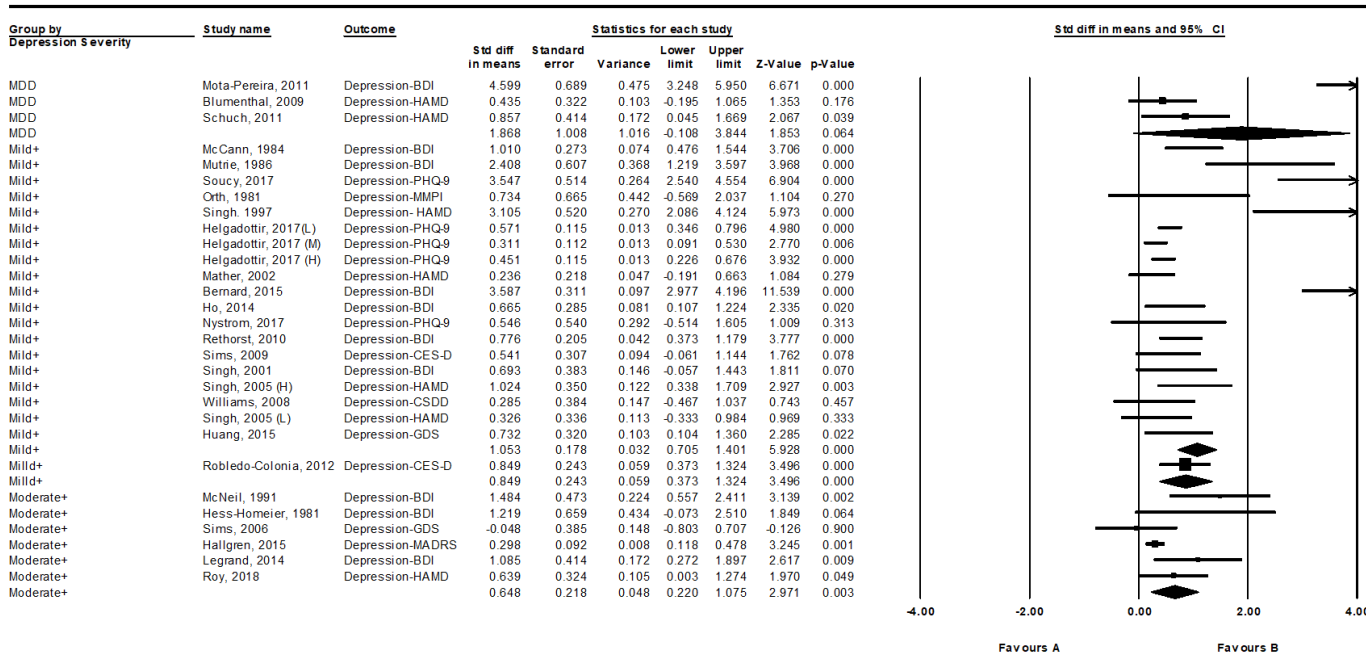 Group by Study name Outcome Statistics for each study Std diff in means and 95% CI
Depression Severity
Std diff Standard Lower Upper
in means error Variance limit limit Z-Value p-Value
MDD Mota-Pereira, 2011 Depression-BDI 4.599 0.689 0.475 3.248 5.950 6.671 0.000
MDD Blumenthal, 2009 Depression-HAMD 0.435 0.322 0.103 -0.195 1.065 1.353 0.176
MDD Schuch, 2011 Depression-HAMD 0.857 0.414 0.172 0.045 1.669 2.067 0.039
MDD 1.868 1.008 1.016 -0.108 3.844 1.853 0.064
Mild+ McCann, 1984 Depression-BDI 1.010 0.273 0.074 0.476 1.544 3.706 0.000
Mild+ Mutrie, 1986 Depression-BDI 2.408 0.607 0.368 1.219 3.597 3.968 0.000
Mild+ Soucy, 2017 Depression-PHQ-9 3.547 0.514 0.264 2.540 4.554 6.904 0.000
Mild+ Orth, 1981 Depression-MMPI 0.734 0.665 0.442 -0.569 2.037 1.104 0.270
Mild+ Singh. 1997 Depression- HAMD 3.105 0.520 0.270 2.086 4.124 5.973 0.000
Mild+ Helgadottir, 2017(L) Depression-PHQ-9 0.571 0.115 0.013 0.346 0.796 4.980 0.000
Mild+ Helgadottir, 2017 (M) Depression-PHQ-9 0.311 0.112 0.013 0.091 0.530 2.770 0.006
Mild+ Helgadottir, 2017 (H) Depression-PHQ-9 0.451 0.115 0.013 0.226 0.676 3.932 0.000
Mild+ Mather, 2002 Depression-HAMD 0.236 0.218 0.047 -0.191 0.663 1.084 0.279
Mild+ Bernard, 2015 Depression-BDI 3.587 0.311 0.097 2.977 4.196 11.539 0.000
Mild+ Ho, 2014 Depression-BDI 0.665 0.285 0.081 0.107 1.224 2.335 0.020
Mild+ Nystrom, 2017 Depression-PHQ-9 0.546 0.540 0.292 -0.514 1.605 1.009 0.313
Mild+ Rethorst, 2010 Depression-BDI 0.776 0.205 0.042 0.373 1.179 3.777 0.000
Mild+ Sims, 2009 Depression-CES-D 0.541 0.307 0.094 -0.061 1.144 1.762 0.078
Mild+ Singh, 2001 Depression-BDI 0.693 0.383 0.146 -0.057 1.443 1.811 0.070
Mild+ Singh, 2005 (H) Depression-HAMD 1.024 0.350 0.122 0.338 1.709 2.927 0.003
Mild+ Williams, 2008 Depression-CSDD 0.285 0.384 0.147 -0.467 1.037 0.743 0.457
Mild+ Singh, 2005 (L) Depression-HAMD 0.326 0.336 0.113 -0.333 0.984 0.969 0.333
Mild+ Huang, 2015 Depression-GDS 0.732 0.320 0.103 0.104 1.360 2.285 0.022
Mild+ 1.053 0.178 0.032 0.705 1.401 5.928 0.000
Milld+ Robledo-Colonia, 2012 Depression-CES-D 0.849 0.243 0.059 0.373 1.324 3.496 0.000
Milld+ 0.849 0.243 0.059 0.373 1.324 3.496 0.000
Moderate+ McNeil, 1991 Depression-BDI 1.484 0.473 0.224 0.557 2.411 3.139 0.002
Moderate+ Hess-Homeier, 1981 Depression-BDI 1.219 0.659 0.434 -0.073 2.510 1.849 0.064
Moderate+ Sims, 2006 Depression-GDS -0.048 0.385 0.148 -0.803 0.707 -0.126 0.900
Moderate+ Hallgren, 2015 Depression-MADRS 0.298 0.092 0.008 0.118 0.478 3.245 0.001
Moderate+ Legrand, 2014 Depression-BDI 1.085 0.414 0.172 0.272 1.897 2.617 0.009
Moderate+ Roy, 2018 Depression-HAMD 0.639 0.324 0.105 0.003 1.274 1.970 0.049
Moderate+ 0.648 0.218 0.048 0.220 1.075 2.971 0.003
-4.00 -2.00 0.00 2.00 4.00
Favours A Favours B